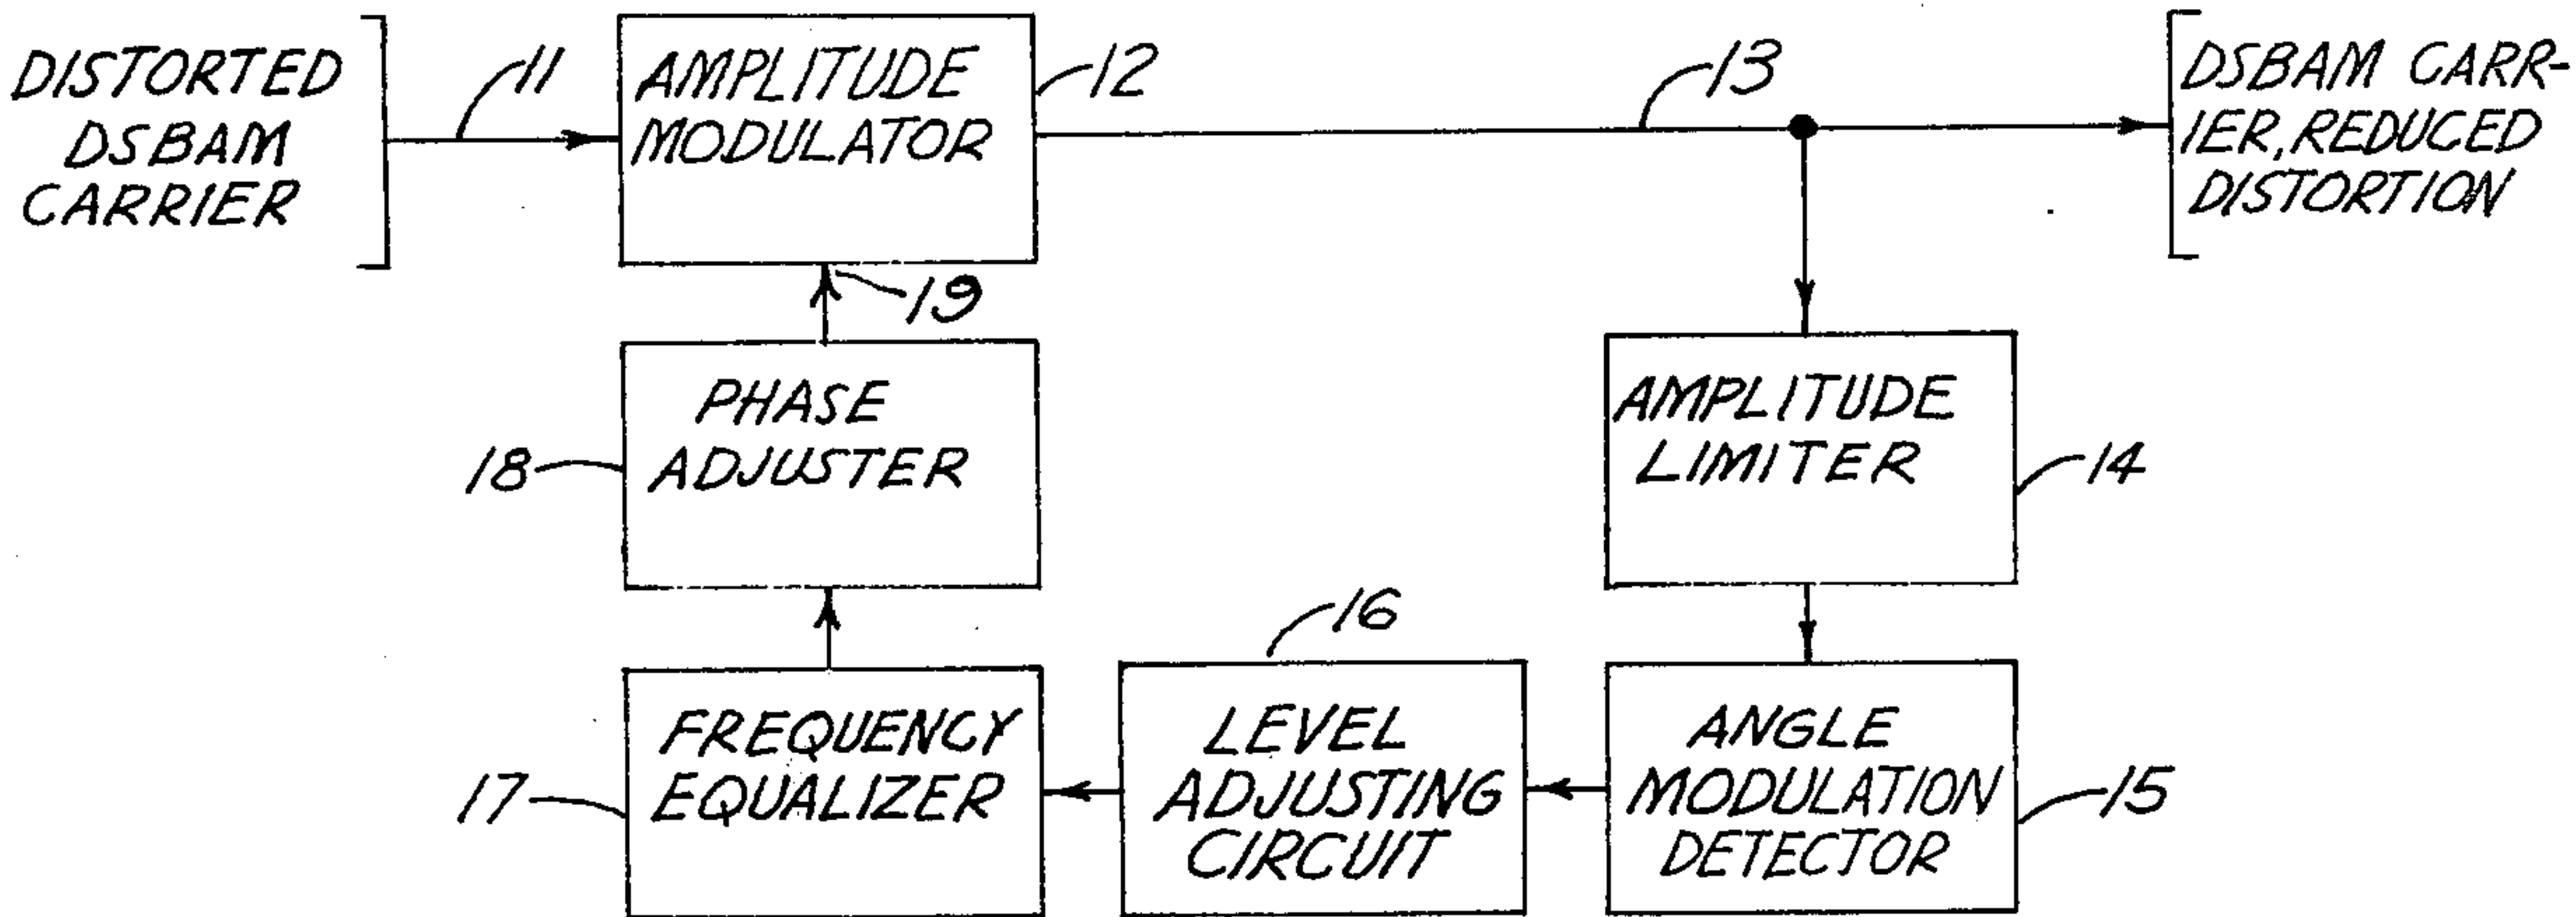 DISTORTED
DSBAM
CARRIER
11
AMPLITUDE
MODULATOR
12
13
DSBAM CARR-
IER, REDUCED
DISTORTION
19
PHASE
ADJUSTER
18
AMPLITUDE
LIMITER
14
16
FREQUENCY
EQUALIZER
17
LEVEL
ADJUSTING
CIRCUIT
ANGLE
MODULATION
DETECTOR
15